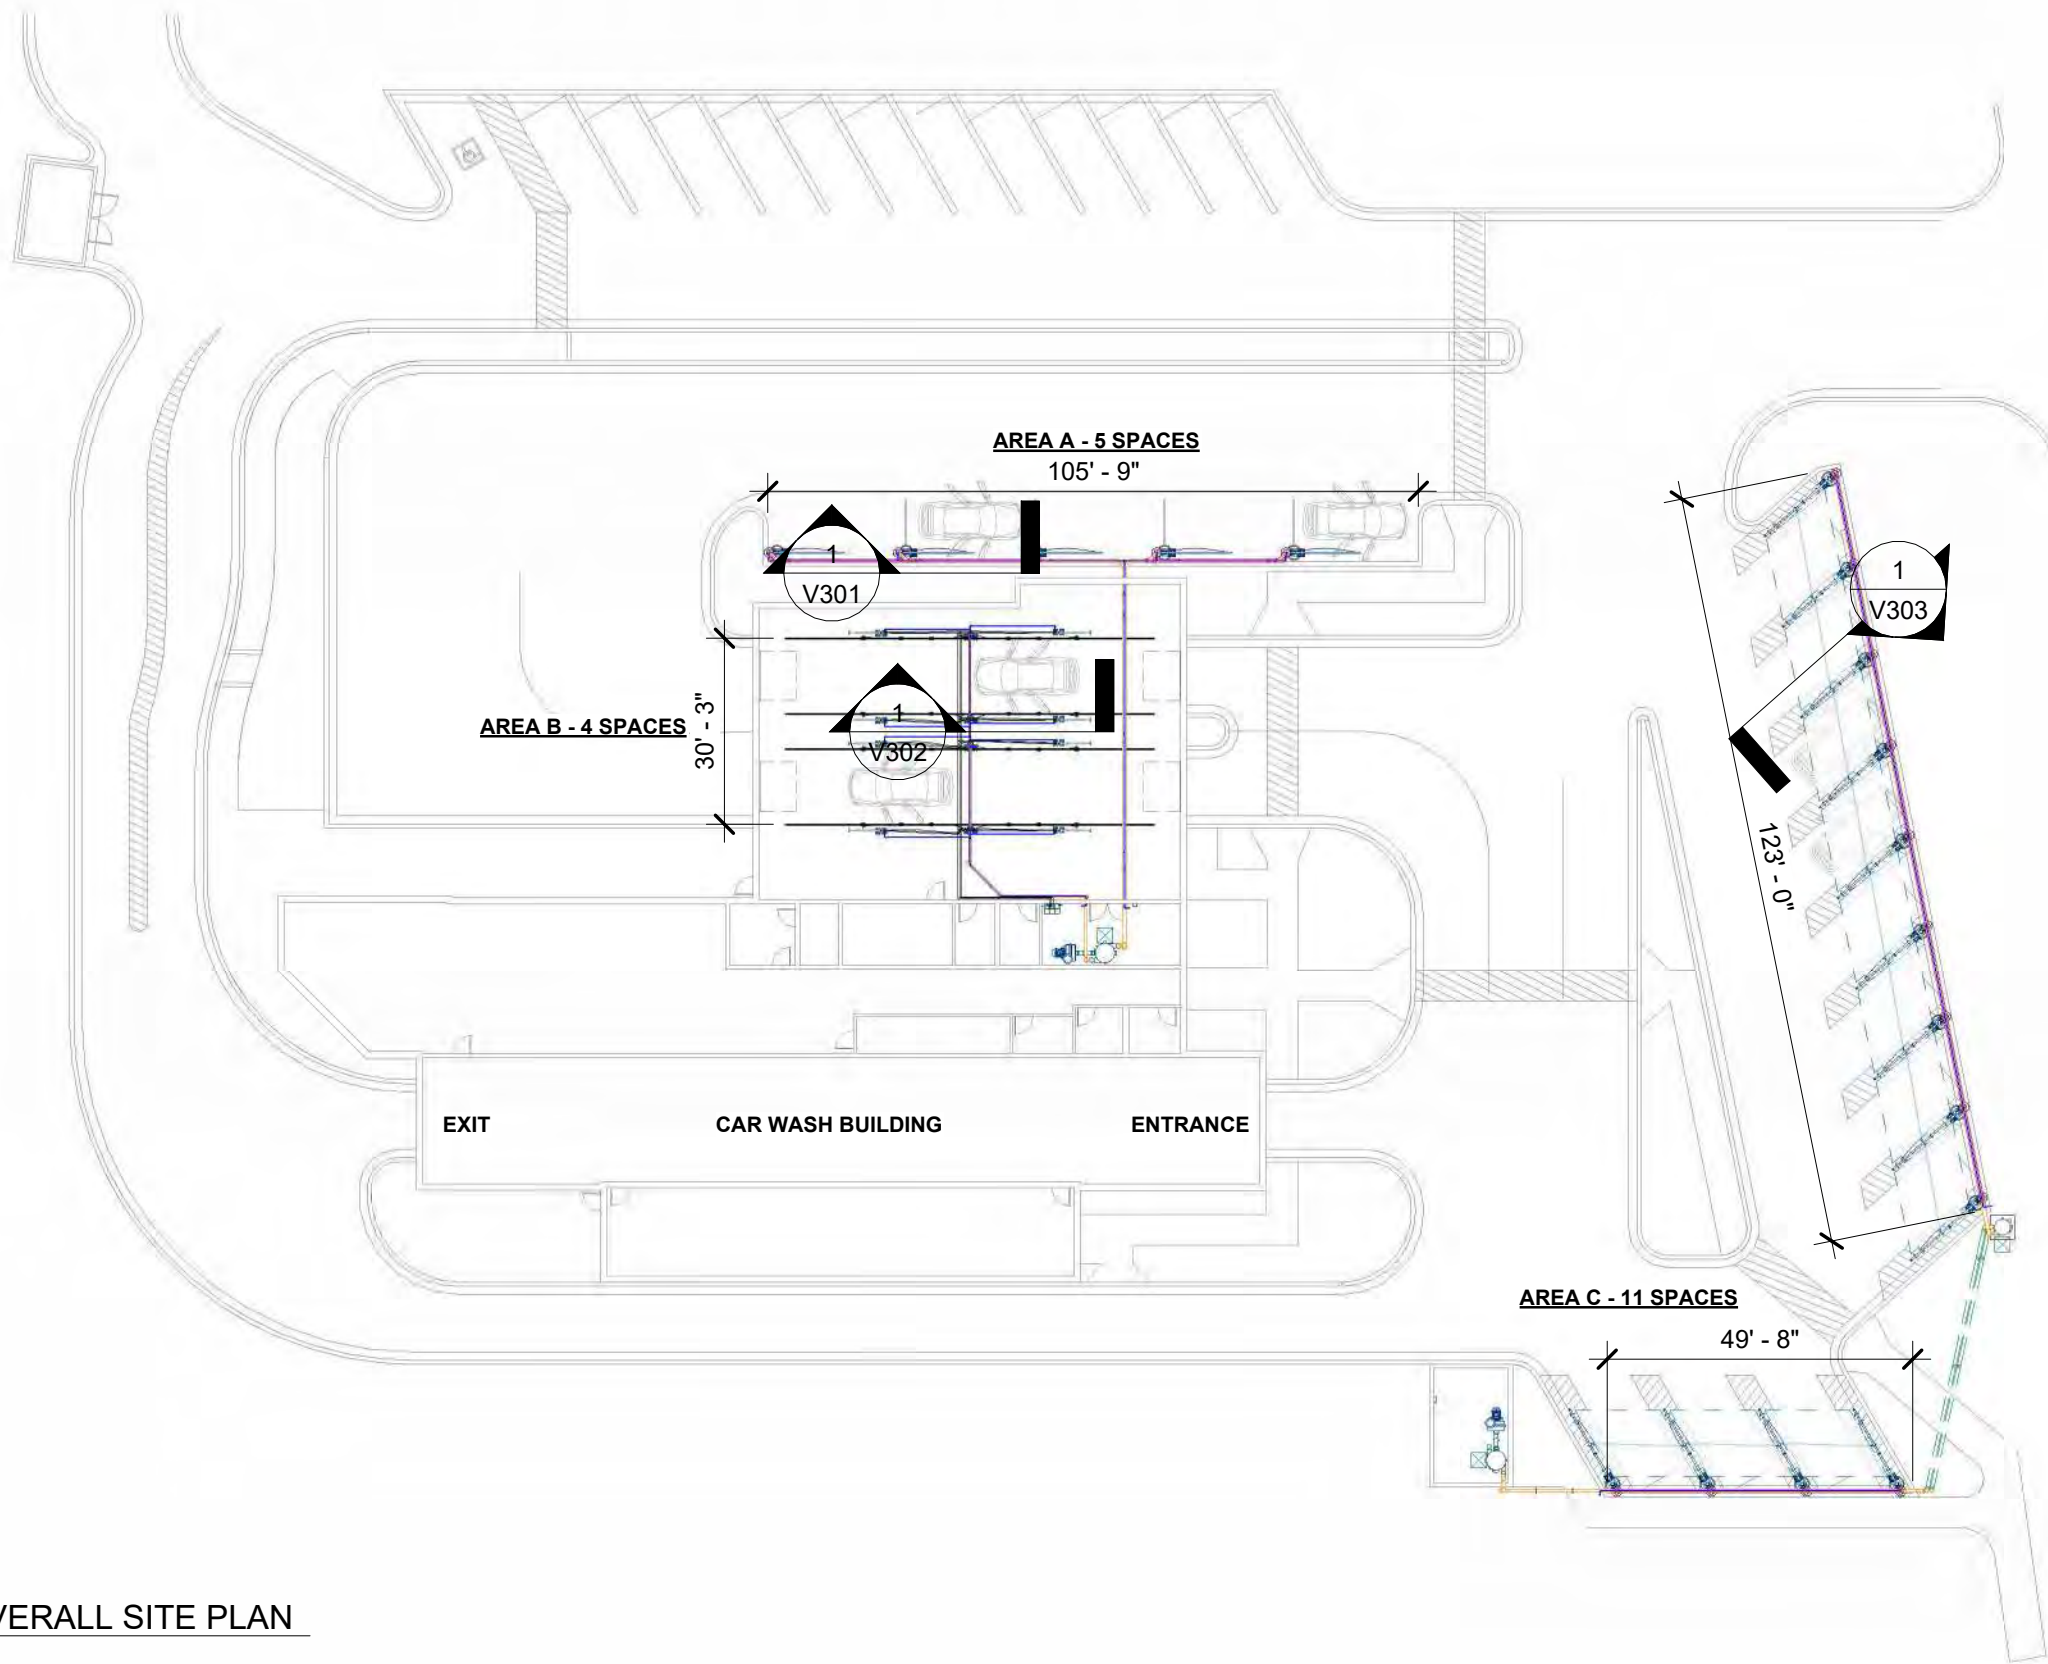 AREA A - 5 SPACES
105' - 9"
1
V301
1
V303
AREA B - 4 SPACES
30' - 3"
1
V302
123' - 0"
EXIT
CAR WASH BUILDING
ENTRANCE
AREA C - 11 SPACES
49' - 8"
VERALL SITE PLAN